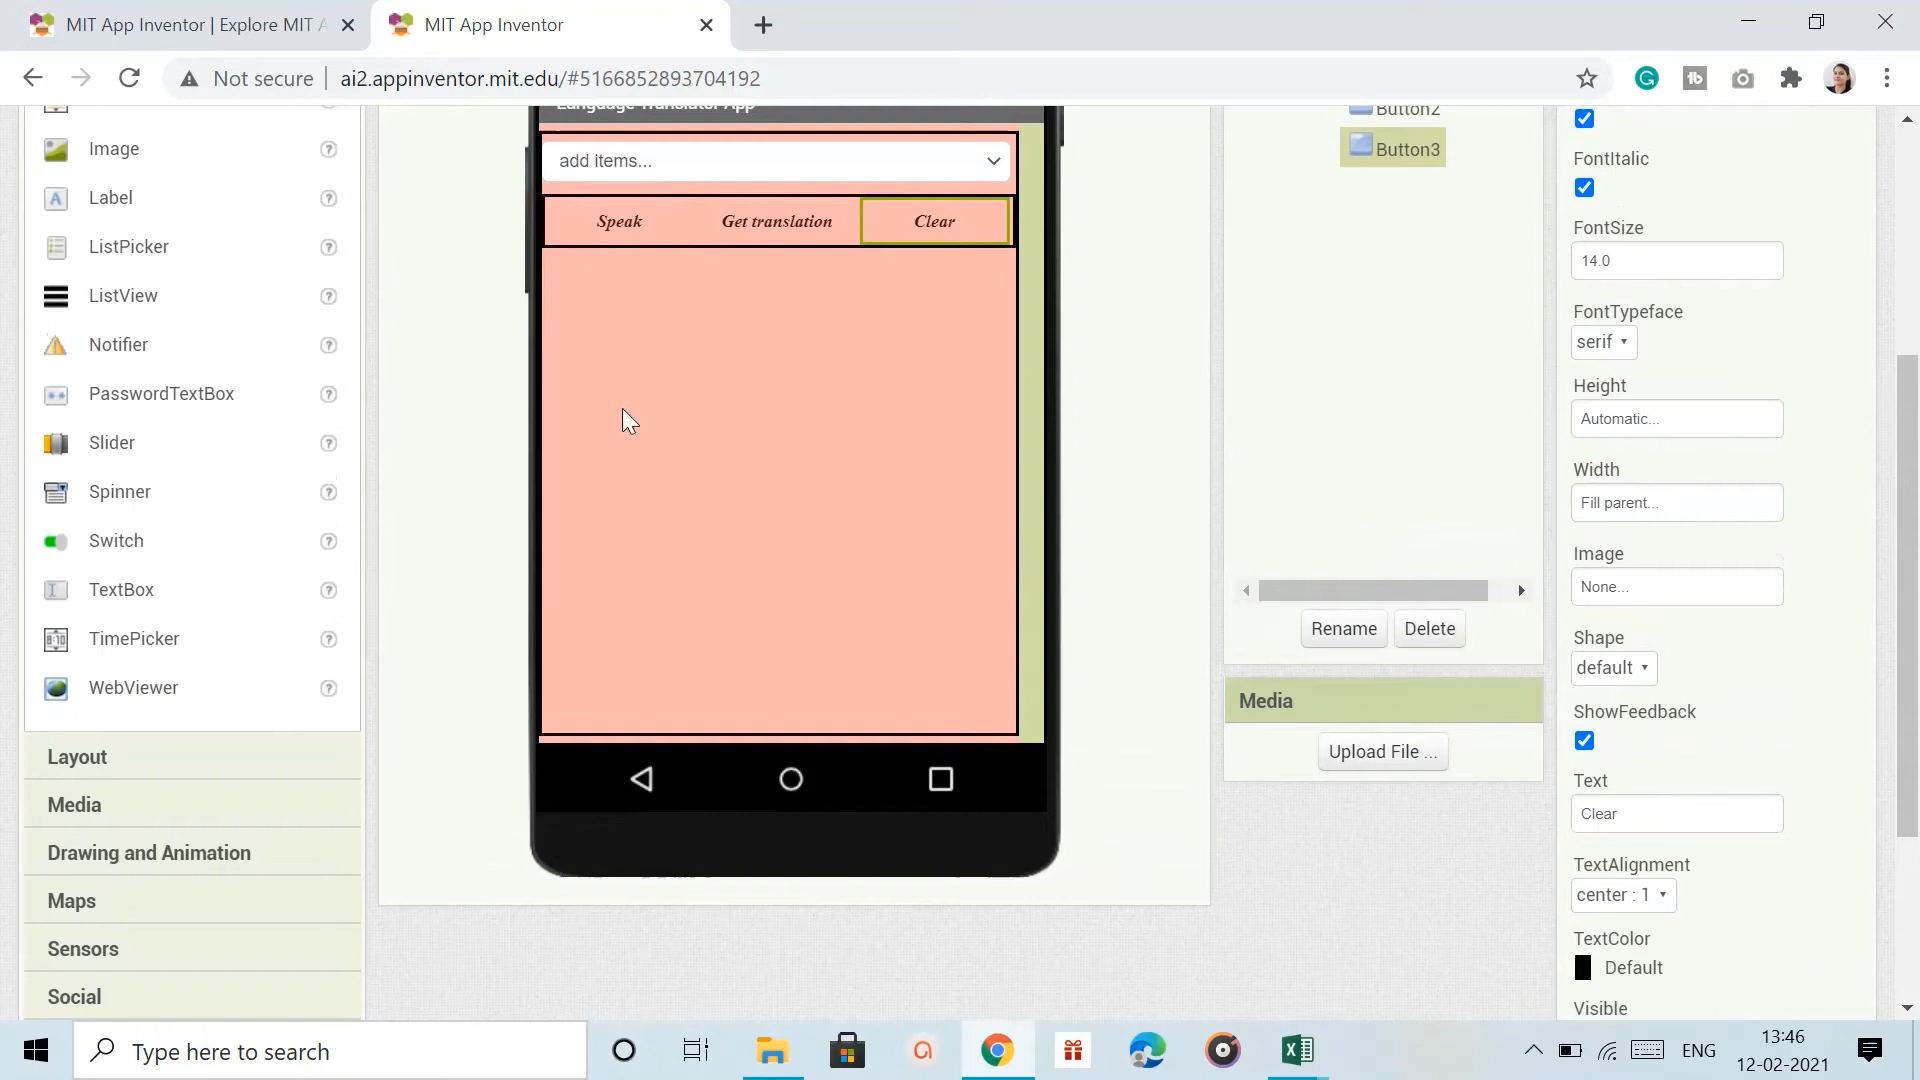 MIT App Inventor | Explore MIT A
MIT App Inventor
Not secure
ai2.appinventor.mit.edu/#5166852893704192
Image
Label
ListPicker
ListView
Notifier
PasswordTextBox
Slider
Spinner
Switch
TextBox
TimePicker
WebViewer
Layout
Media
Drawing and Animation
Maps
Sensors
Social
Language Translator App
add items...
Speak
Get translation
Clear
Button2
Button3
Rename
Delete
Media
Upload File ...
FontItalic
FontSize
14.0
FontTypeface
serif
Height
Automatic...
Width
Fill parent...
Image
None...
Shape
default
ShowFeedback
Text
Clear
TextAlignment
center : 1
TextColor
Default
Visible
Type here to search
ENG
13:46
12-02-2021